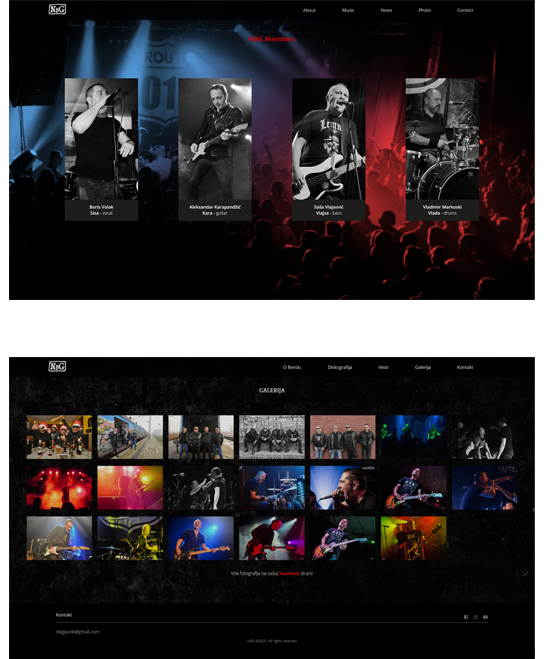 NBG
About Music News Photo Contact
NBG Members
Boris Volak
Sisa - vocal
Aleksandar Karapandžić
Kara - guitar
Saša Vlajsović
Vlajsa - bass
Vladimir Markoski
Vlada - drums
NBG
O Bendu Diskografija Vesti Galerija Kontakt
GALERIJA
Više fotografija na našoj facebook strani!
Kontakt
nbgpunk@gmail.com
NBG ©2020. All rights reserved